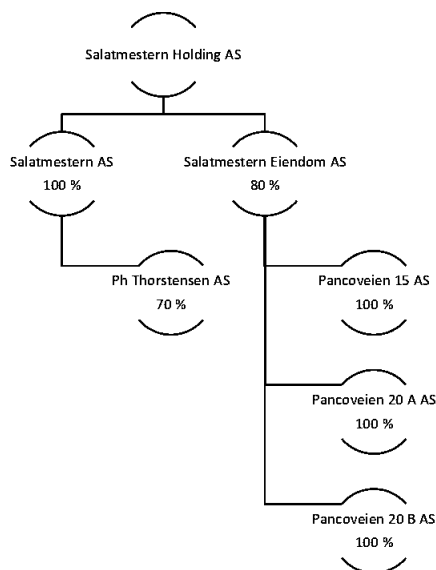 Salatmestern Holding AS
Salatmestern AS
100 %
Salatmestern Eiendom AS
80 %
Ph Thorstensen AS
70 %
Pancoveien 15 AS
100 %
Pancoveien 20 A AS
100 %
Pancoveien 20 B AS
100 %